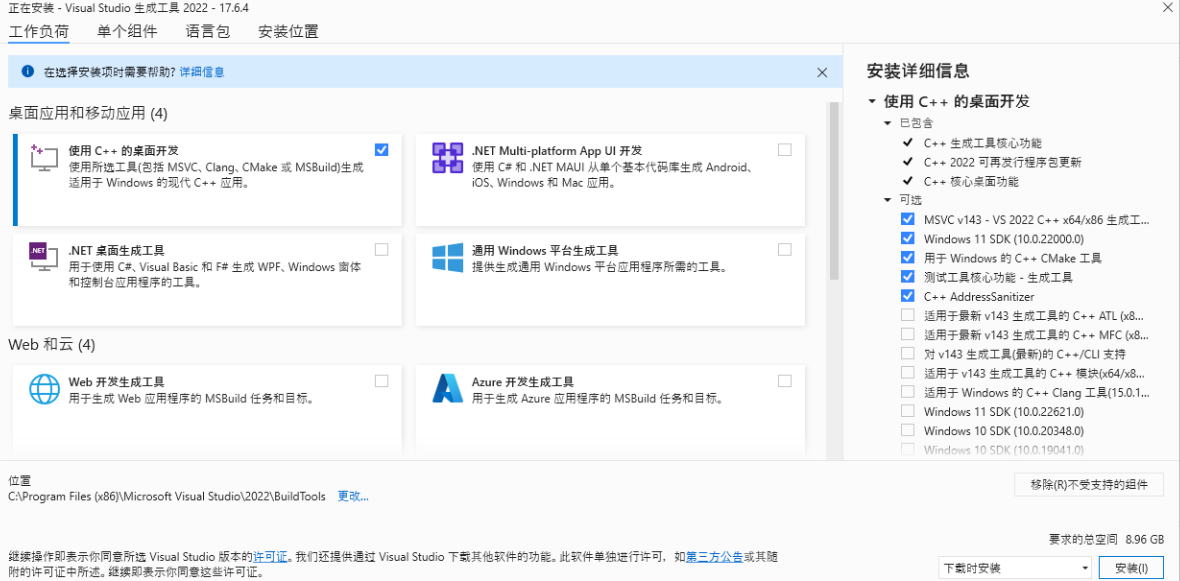 正在安装 - Visual Studio 生成工具 2022 - 17.6.4
工作负荷 单个组件 语言包 安装位置
在选择安装项时需要帮助? 详细信息
桌面应用和移动应用 (4)
使用 C++ 的桌面开发
使用所选工具(包括 MSVC、Clang、CMake 或 MSBuild)生成
适用于 Windows 的现代 C++ 应用。
.NET Multi-platform App UI 开发
使用 C# 和 .NET MAUI 从单个基本代码库生成 Android、
iOS、Windows 和 Mac 应用。
.NET
.NET 桌面生成工具
用于使用 C#、Visual Basic 和 F# 生成 WPF、Windows 窗体
和控制台应用程序的工具。
通用 Windows 平台生成工具
提供生成通用 Windows 平台应用程序所需的工具。
Web 和云 (4)
Web 开发生成工具
用于生成 Web 应用程序的 MSBuild 任务和目标。
Azure 开发生成工具
用于生成 Azure 应用程序的 MSBuild 任务和目标。
安装详细信息
使用 C++ 的桌面开发
已包含
C++ 生成工具核心功能
C++ 2022 可再发行程序包更新
C++ 核心桌面功能
可选
MSVC v143 - VS 2022 C++ x64/x86 生成工...
Windows 11 SDK (10.0.22000.0)
用于 Windows 的 C++ CMake 工具
测试工具核心功能 - 生成工具
C++ AddressSanitizer
适用于最新 v143 生成工具的 C++ ATL (x8...
适用于最新 v143 生成工具的 C++ MFC (x8...
对 v143 生成工具(最新)的 C++/CLI 支持
适用于 v143 生成工具的 C++ 模块(x64/x8...
适用于 Windows 的 C++ Clang 工具(15.0.1...
Windows 11 SDK (10.0.22621.0)
Windows 10 SDK (10.0.20348.0)
Windows 10 SDK (10.0.19041.0)
位置
C:\Program Files (x86)\Microsoft Visual Studio\2022\BuildTools 更改...
移除(R)不受支持的组件
要求的总空间 8.96 GB
继续操作即表示你同意所选 Visual Studio 版本的许可证。我们还提供通过 Visual Studio 下载其他软件的功能。此软件单独进行许可，如第三方公告或其随
附的许可证中所述。继续即表示你同意这些许可证。
下载时安装
安装(I)